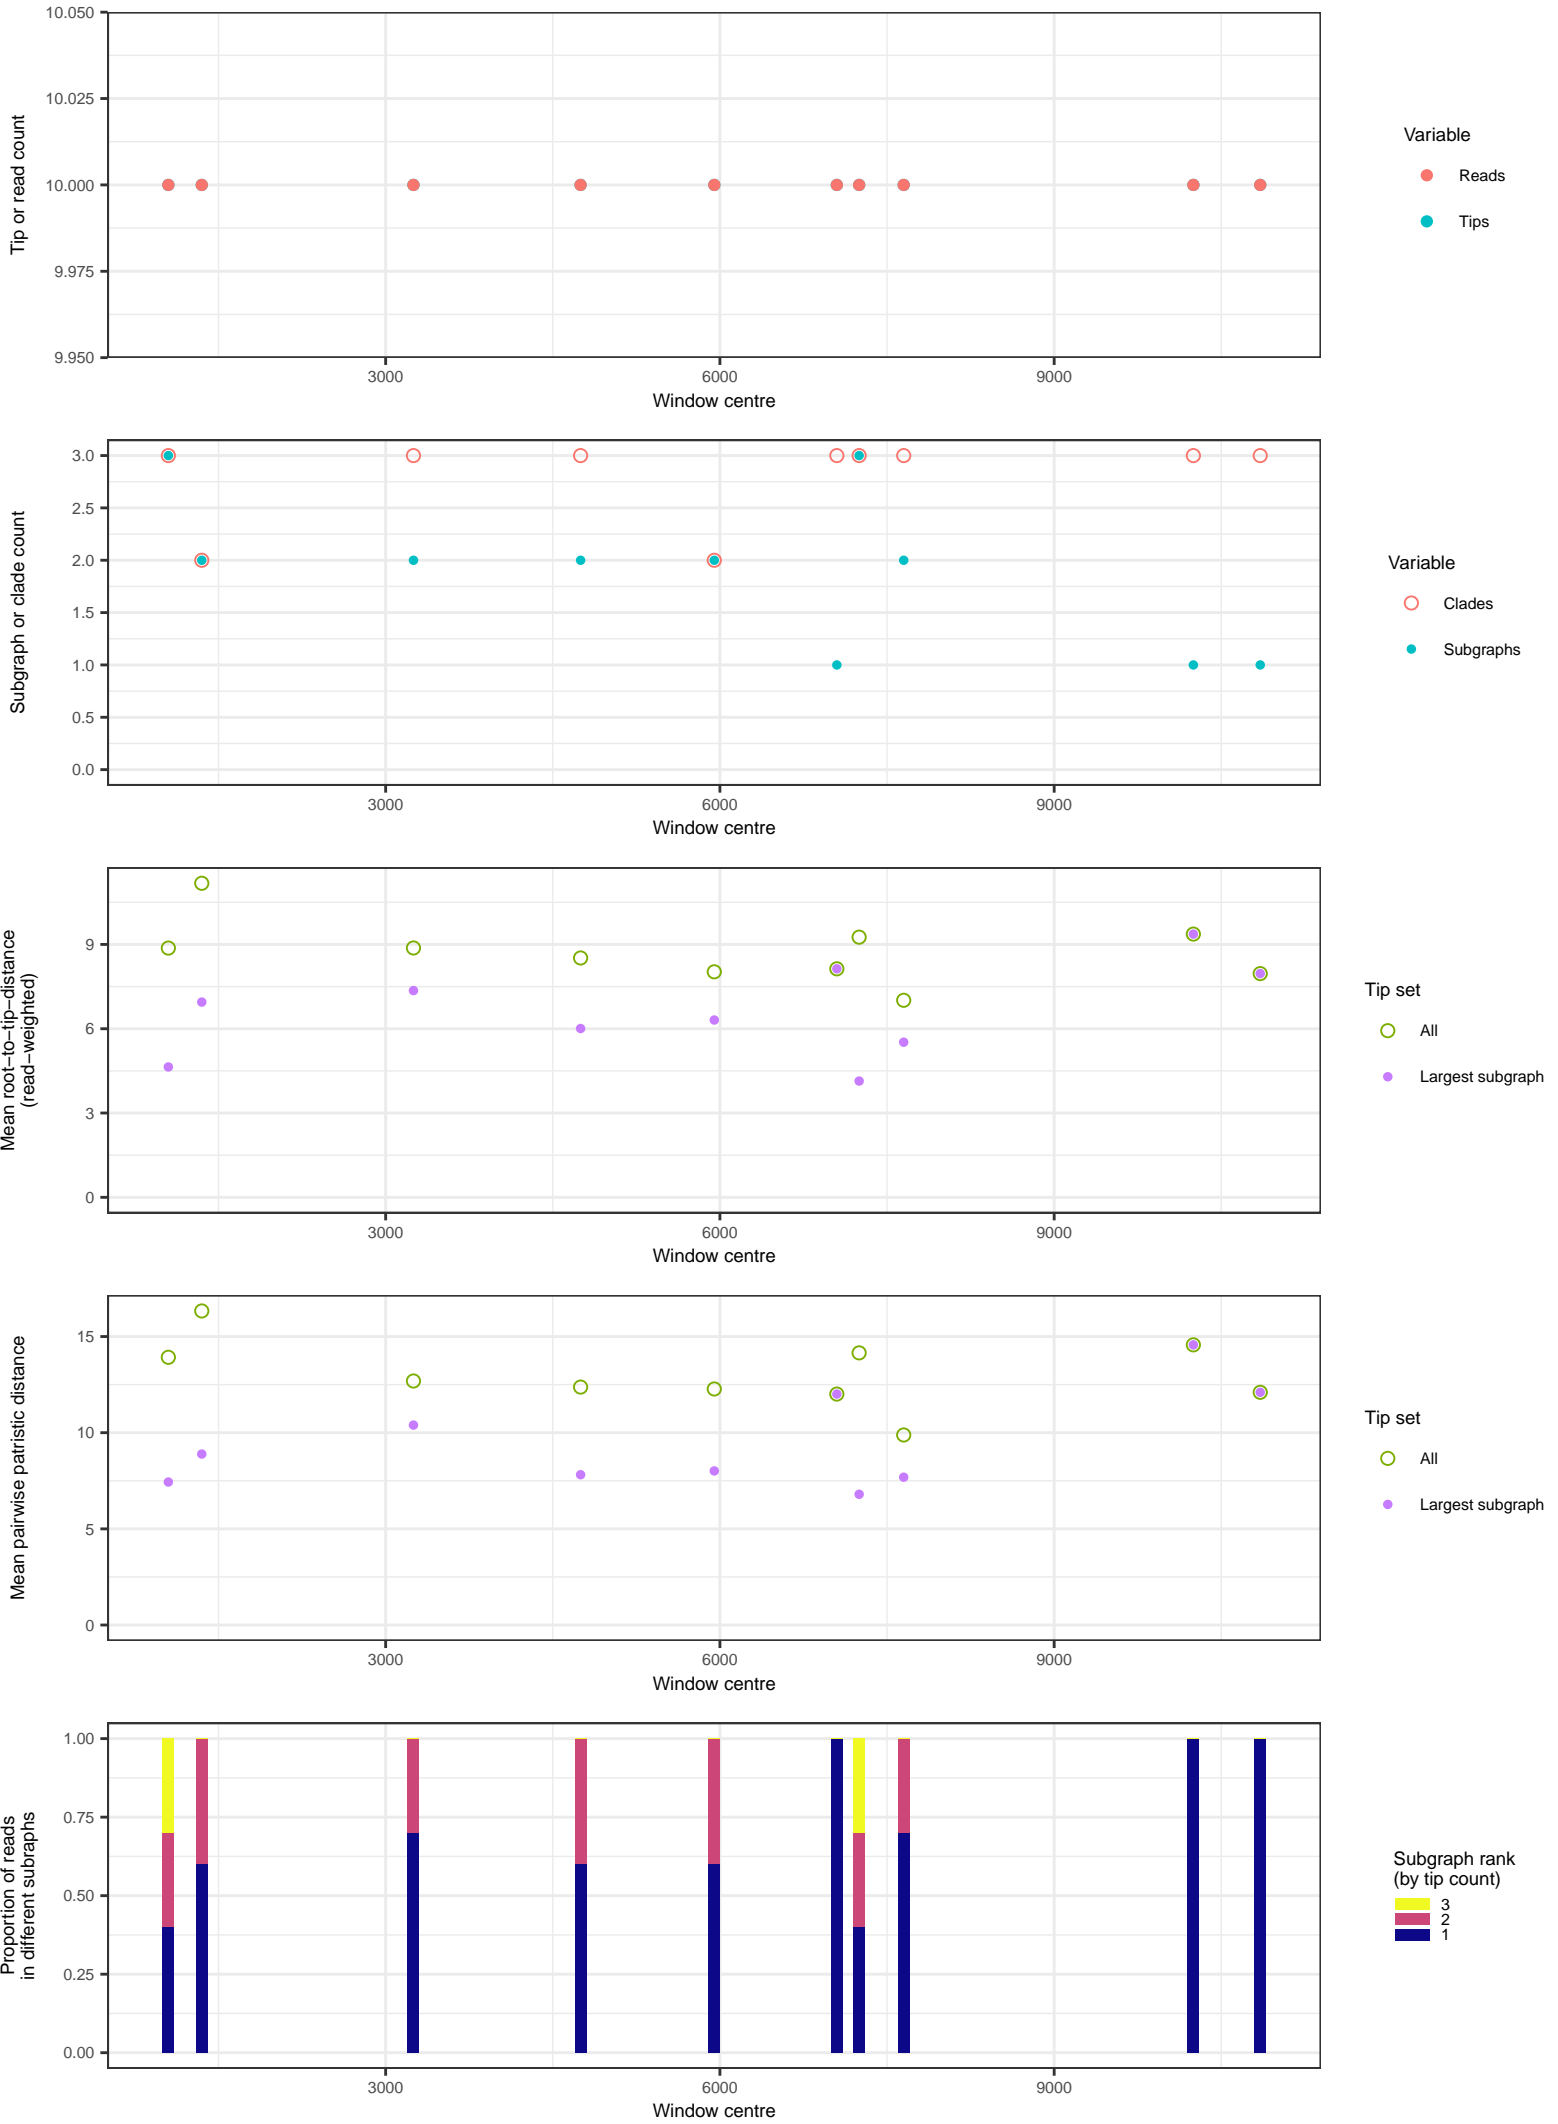 10.050
10.025
10.000
9.975
9.950
Tip or read count
3000
6000
9000
Window centre
Variable
Reads
Tips
3.0
2.5
2.0
1.5
1.0
0.5
0.0
Subgraph or clade count
3000
6000
9000
Window centre
Variable
Clades
Subgraphs
9
6
3
0
Mean root−to−tip−distance
(read−weighted)
3000
6000
9000
Window centre
Tip set
All
Largest subgraph
15
10
5
0
Mean pairwise patristic distance
3000
6000
9000
Window centre
Tip set
All
Largest subgraph
1.00
0.75
0.50
0.25
0.00
Proportion of reads
in different subraphs
3000
6000
9000
Window centre
Subgraph rank
(by tip count)
3
2
1